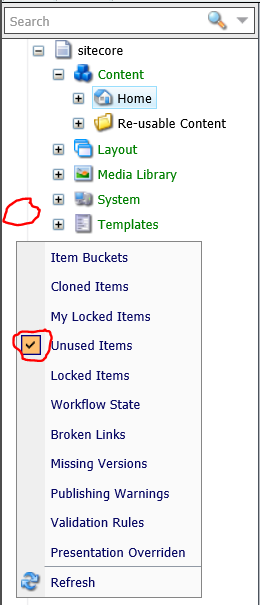 Search
sitecore
Content
Home
Re-usable Content
Layout
Media Library
System
Templates
Item Buckets
Cloned Items
My Locked Items
Unused Items
Locked Items
Workflow State
Broken Links
Missing Versions
Publishing Warnings
Validation Rules
Presentation Overriden
Refresh